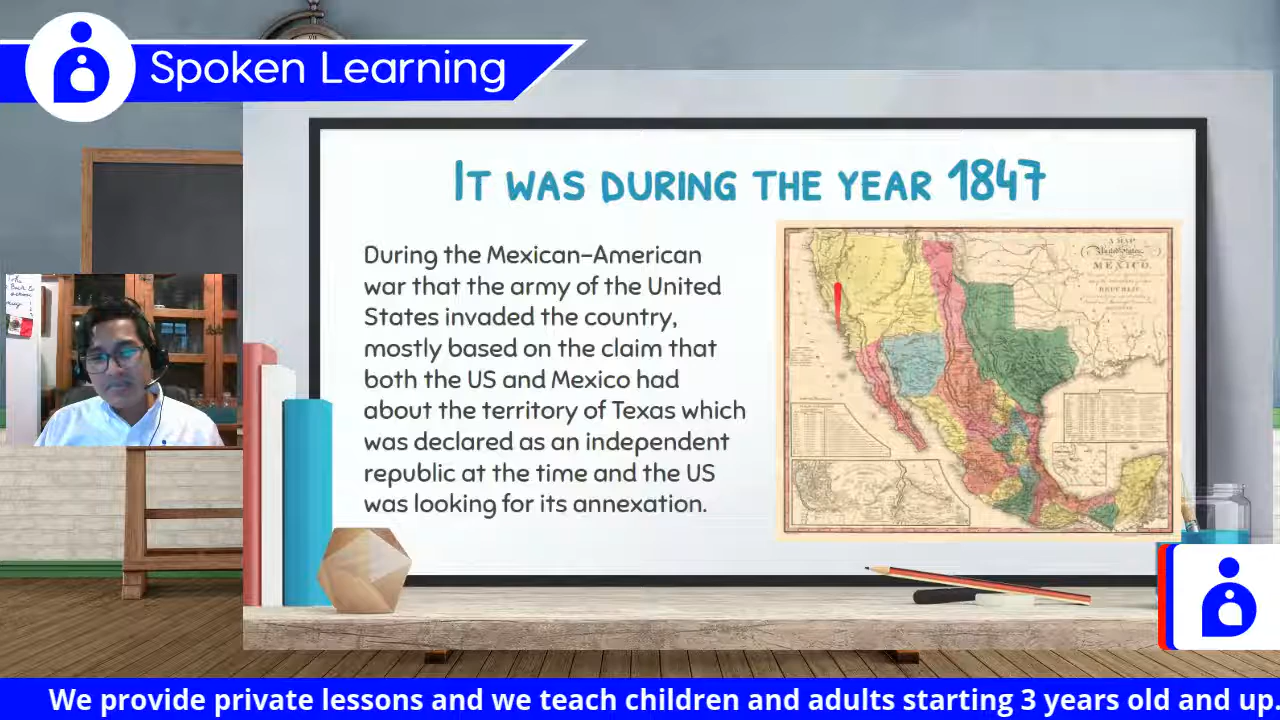 Spoken Learning
IT WAS DURING THE YEAR 1847
During the Mexican-American
war that the army of the United
States invaded the country,
mostly based on the claim that
both the US and Mexico had
about the territory of Texas which
was declared as an independent
republic at the time and the US
was looking for its annexation.
A MAP
United States
MEXICO,
We provide private lessons and we teach children and adults starting 3 years old and up.